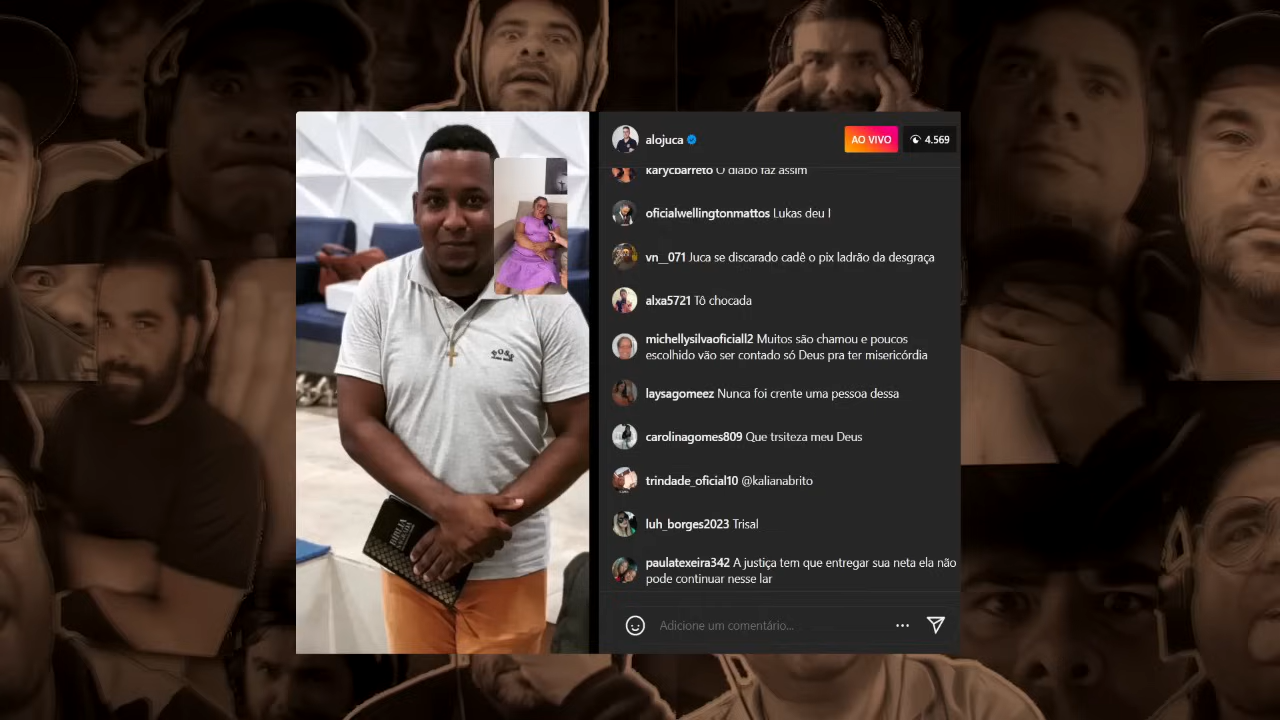 alojuca
AO VIVO
4.569
karycbarreto O diabo faz assim
oficialwellingtonmattos Lukas deu I
vn__071 Juca se discarado cadê o pix ladrão da desgraça
alxa5721 Tô chocada
michellysilvaoficiall2 Muitos são chamou e poucos
escolhido vão ser contado só Deus pra ter misericórdia
laysagomeez Nunca foi crente uma pessoa dessa
carolinagomes809 Que trsiteza meu Deus
trindade_oficial10 @kalianabrito
luh_borges2023 Trisal
paulatexeira342 A justiça tem que entregar sua neta ela não
pode continuar nesse lar
Adicione um comentário...